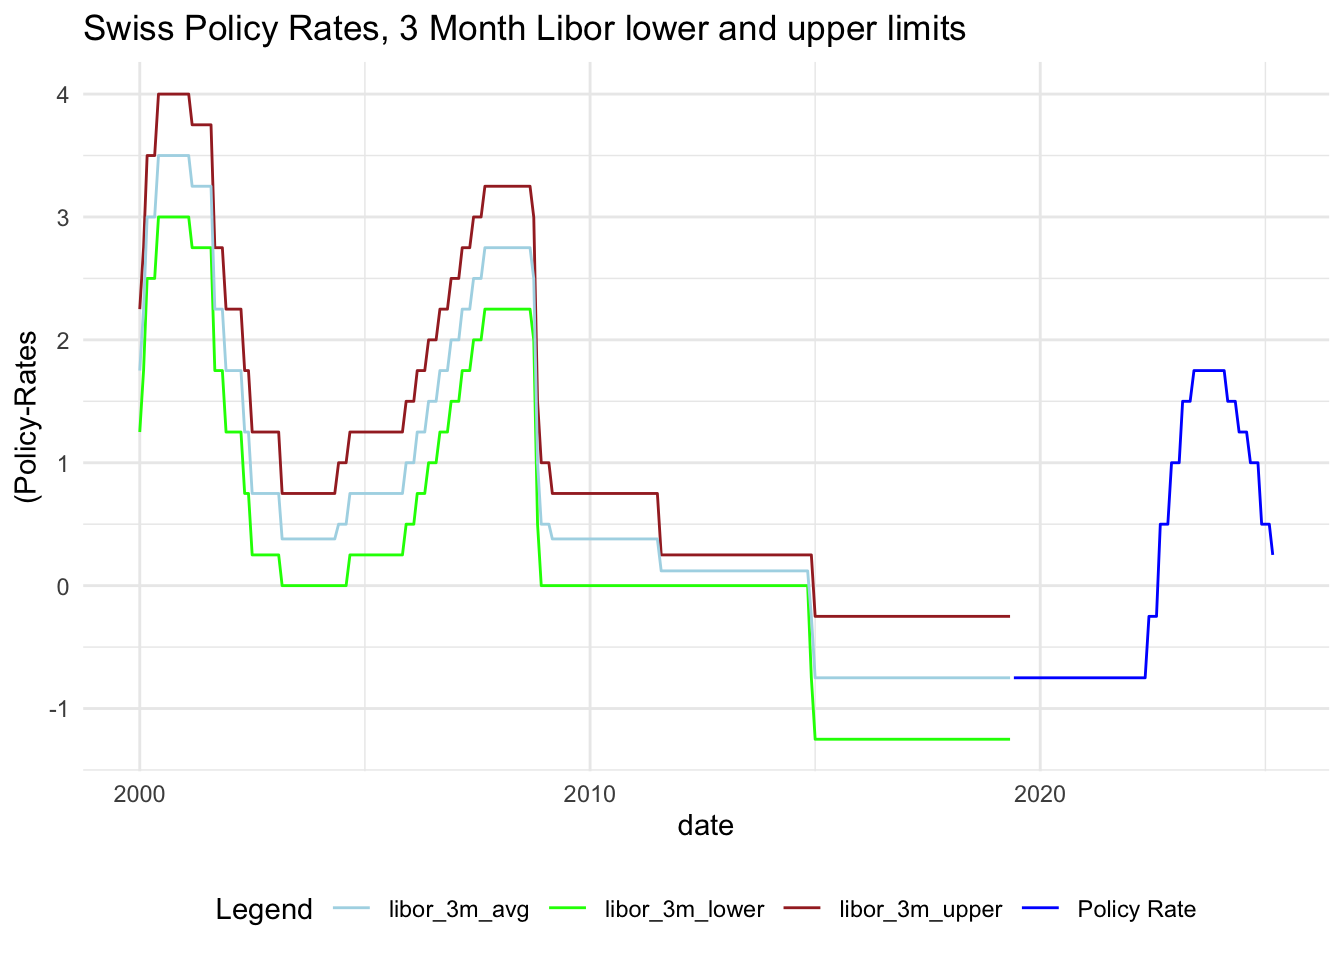 Swiss Policy Rates, 3 Month Libor lower and upper limits
(Policy-Rates
4
3
2
1
0
-1
2000 2010 2020
date
Legend libor_3m_avg libor_3m_lower libor_3m_upper Policy Rate